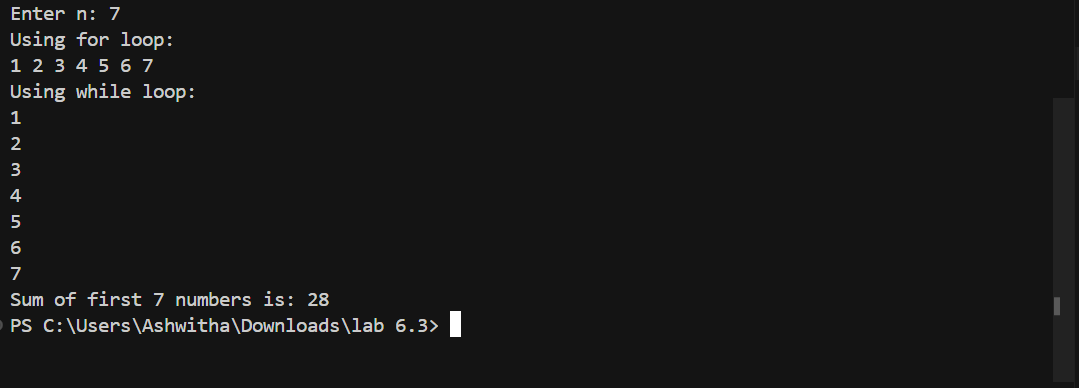 Enter n: 7
Using for loop:
1 2 3 4 5 6 7
Using while loop:
1
2
3
4
5
6
7
Sum of first 7 numbers is: 28
PS C:\Users\Ashwitha\Downloads\lab 6.3>